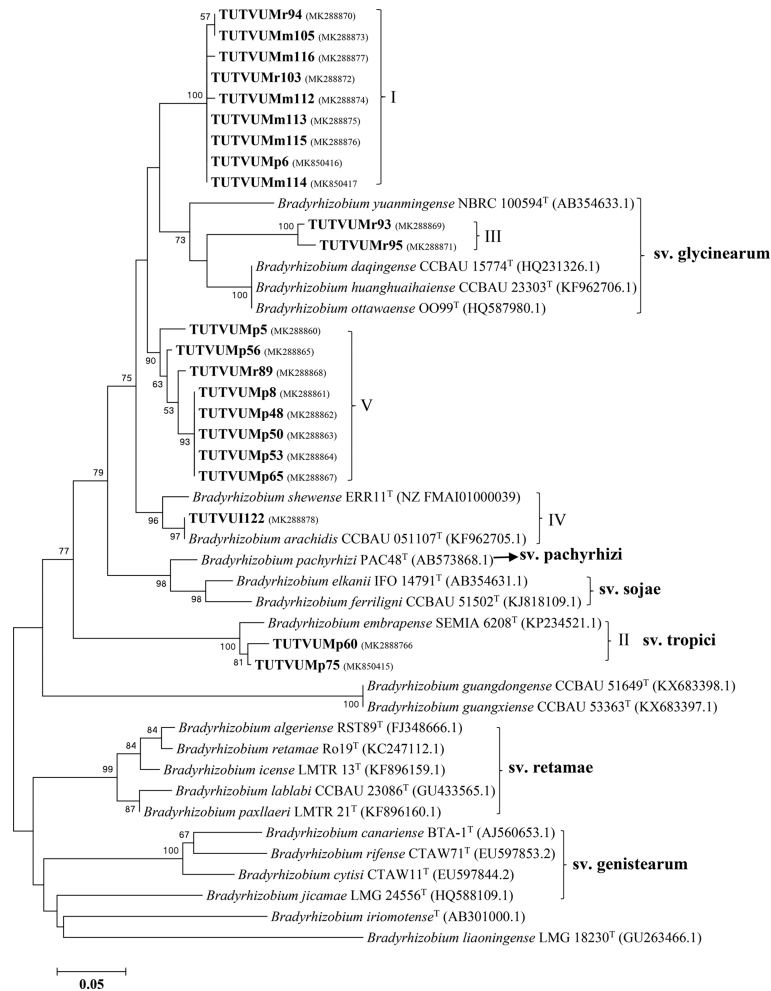 57 TUTVUMr94 (MK288870)
TUTVUMm105 (MK288873)
TUTVUMm116 (MK288877)
TUTVUMr103 (MK288872)
100 TUTVUMm112 (MK288874) I
TUTVUMm113 (MK288875)
TUTVUMm115 (MK288876)
TUTVUMp6 (MK850416)
TUTVUMm114 (MK850417
Bradyrhizobium yuanmingense NBRC 100594T (AB354633.1)
100 TUTVUMr93 (MK288869)
73 III
TUTVUMr95 (MK288871)
sv. glycinearum
Bradyrhizobium daqingense CCBAU 15774T (HQ231326.1)
Bradyrhizobium huanghuaihaiense CCBAU 23303T (KF962706.1)
100
Bradyrhizobium ottawaense OO99T (HQ587980.1)
TUTVUMp5 (MK288860)
90 TUTVUMp56 (MK288865)
63 TUTVUMr89 (MK288868)
75 TUTVUMp8 (MK288861)
53 V
TUTVUMp48 (MK288862)
93 TUTVUMp50 (MK288863)
TUTVUMp53 (MK288864)
79 TUTVUMp65 (MK288867)
Bradyrhizobium shewense ERR11T (NZ FMAI01000039)
96 TUTVUI122 (MK288878) IV
97 Bradyrhizobium arachidis CCBAU 051107T (KF962705.1)
77 Bradyrhizobium pachyrhizi PAC48T (AB573868.1) sv. pachyrhizi
98 Bradyrhizobium elkanii IFO 14791T (AB354631.1)
sv. sojae
98 Bradyrhizobium ferriligni CCBAU 51502T (KJ818109.1)
Bradyrhizobium embrapense SEMIA 6208T (KP234521.1)
100 TUTVUMp60 (MK2888766 II sv. tropici
81 TUTVUMp75 (MK850415)
Bradyrhizobium guangdongense CCBAU 51649T (KX683398.1)
100 Bradyrhizobium guangxiense CCBAU 53363T (KX683397.1)
84 Bradyrhizobium algeriense RST89T (FJ348666.1)
84 Bradyrhizobium retamae Ro19T (KC247112.1)
99 Bradyrhizobium icense LMTR 13T (KF896159.1) sv. retamae
Bradyrhizobium lablabi CCBAU 23086T (GU433565.1)
87 Bradyrhizobium paxllaeri LMTR 21T (KF896160.1)
67 Bradyrhizobium canariense BTA-1T (AJ560653.1)
100 Bradyrhizobium rifense CTAW71T (EU597853.2)
sv. genistearum
Bradyrhizobium cytisi CTAW11T (EU597844.2)
Bradyrhizobium jicamae LMG 24556T (HQ588109.1)
Bradyrhizobium iriomotenseT (AB301000.1)
Bradyrhizobium liaoningense LMG 18230T (GU263466.1)
0.05